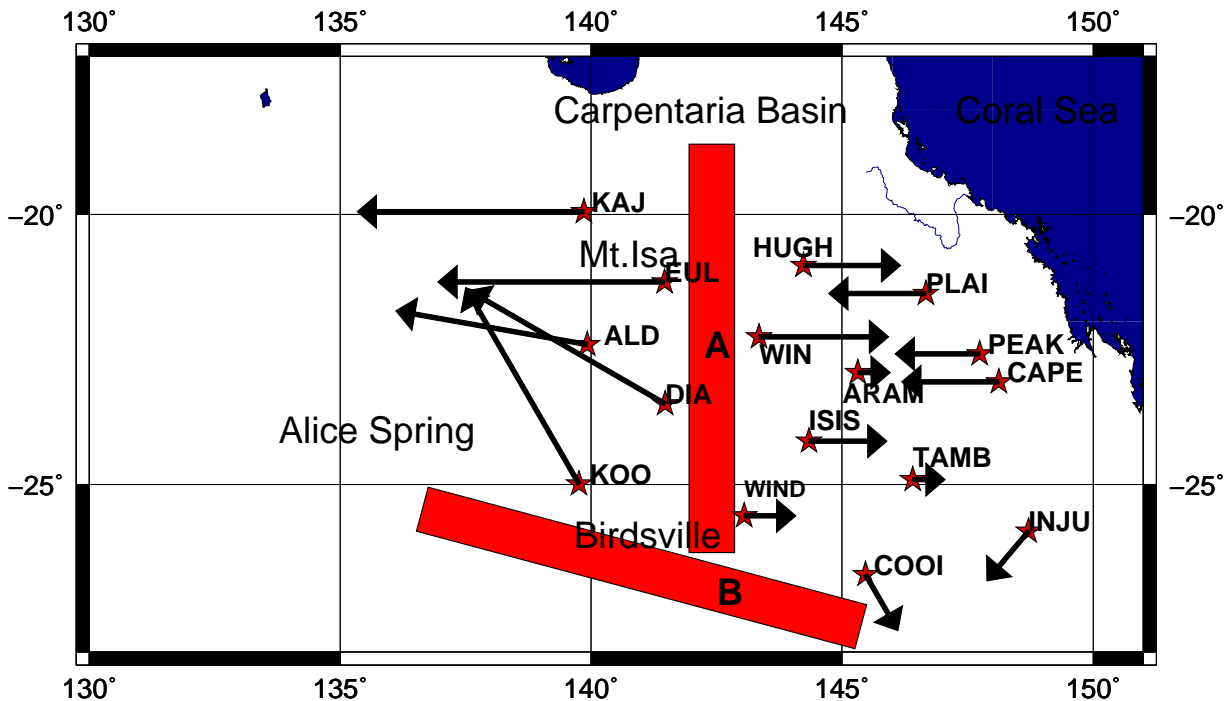 130˚ 135˚ 140˚ 145˚ 150˚
Carpentaria Basin Coral Sea
KAJ
−20˚ −20˚
HUGH
Mt.Isa
EUL
PLAI
ALD A WIN PEAK
CAPE
DIA ARAM
ISIS
Alice Spring
TAMB
KOO
−25˚ WIND −25˚
INJU
Birdsville
COOI
B
130˚ 135˚ 140˚ 145˚ 150˚